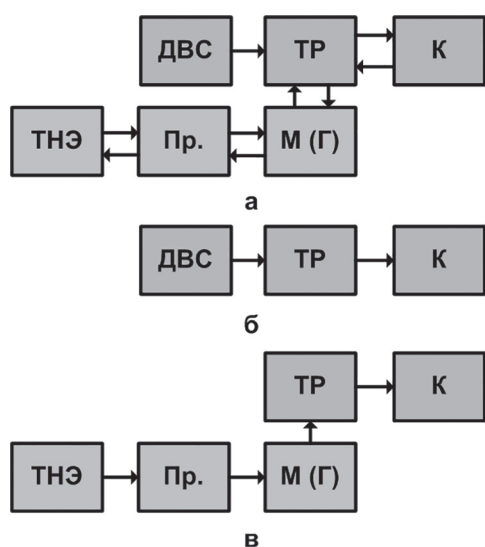 ДВС ТР К
ТНЭ Пр. М (Г)
а
ДВС ТР К
б
ТР К
ТНЭ Пр. М (Г)
в